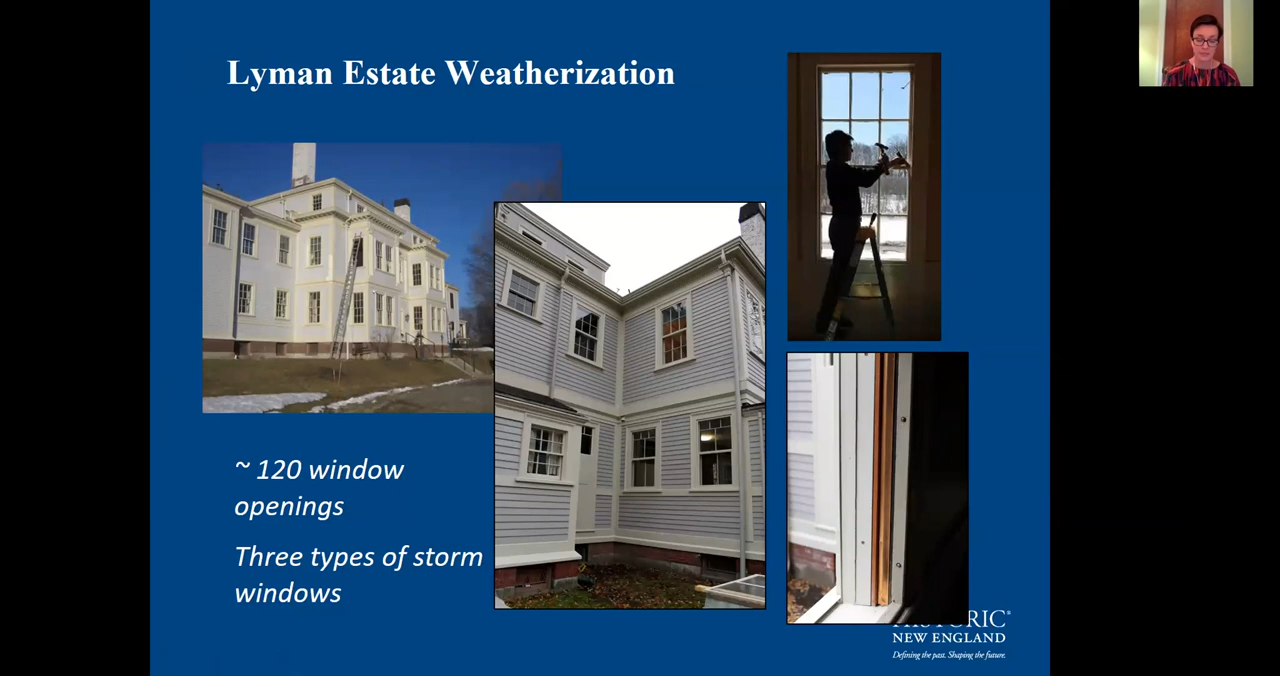 Lyman Estate Weatherization
~ 120 window
openings
Three types of storm
windows
HISTORIC®
NEW ENGLAND
Defining the past. Shaping the future.